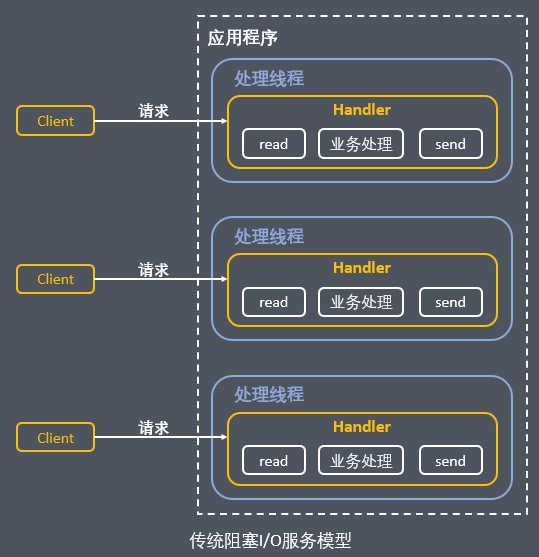 应用程序
处理线程
Client
请求
Handler
read
业务处理
send
处理线程
Client
请求
Handler
read
业务处理
send
处理线程
Client
请求
Handler
read
业务处理
send
传统阻塞I/O服务模型